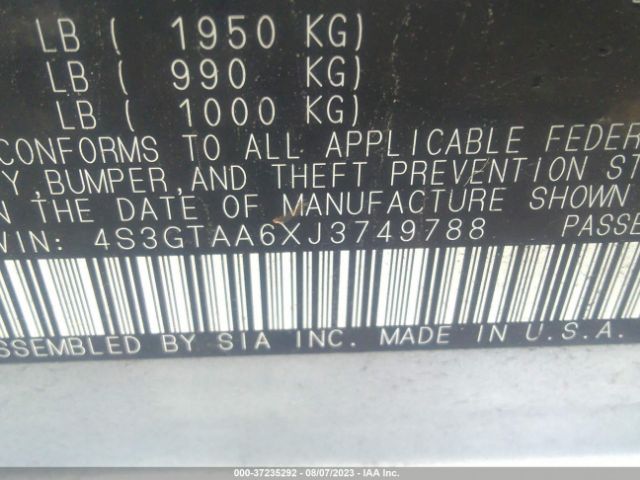 LB ( 1950 KG)
LB ( 990 KG)
LB ( 1000 KG)
CONFORMS TO ALL APPLICABLE FEDER
Y, BUMPER, AND THEFT PREVENTION ST
N THE DATE OF MANUFACTURE SHOWN
VIN: 4S3GTAA6XJ3749788 PASSE
SSEMBLED BY SIA INC. MADE IN U.S.A.
000-37235292 - 08/07/2023 - IAA Inc.